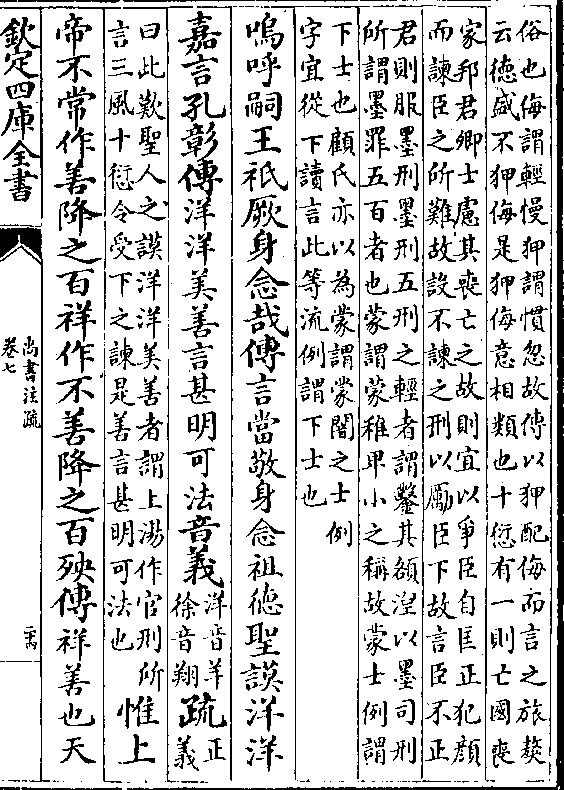 俗也侮謂輕慢狎謂慣忽故傳以狎配侮而言之旅獒
云德盛不狎侮是狎侮意相類也十愆有一則亡國喪
家邦君卿士慮其喪亡之故則宜以爭臣自匡正犯顏
而諫臣之所難故設不諫之刑以勵臣下故言臣不正
君則服墨刑墨刑五刑之輕者謂鑿其額涅以墨司刑
所謂墨罪五百者也蒙謂蒙稚卑小之稱故蒙士例謂
下士也顧氏亦以為蒙謂蒙闇之士例
字宜從下讀言此等流例謂下士也
嗚呼嗣王祗厥身念哉傳言當敬身念祖德聖謨洋洋
嘉言孔彰傳洋洋美善言甚明可法音義洋音羊徐音翔疏正義
曰此歎聖人之謨洋洋美善者謂上湯作官刑所
言三風十愆令受下之諫是善言甚明可法也
惟上
帝不常作善降之百祥作不善降之百殃傳祥善也天
欽定四庫全書
尚書注疏
卷七